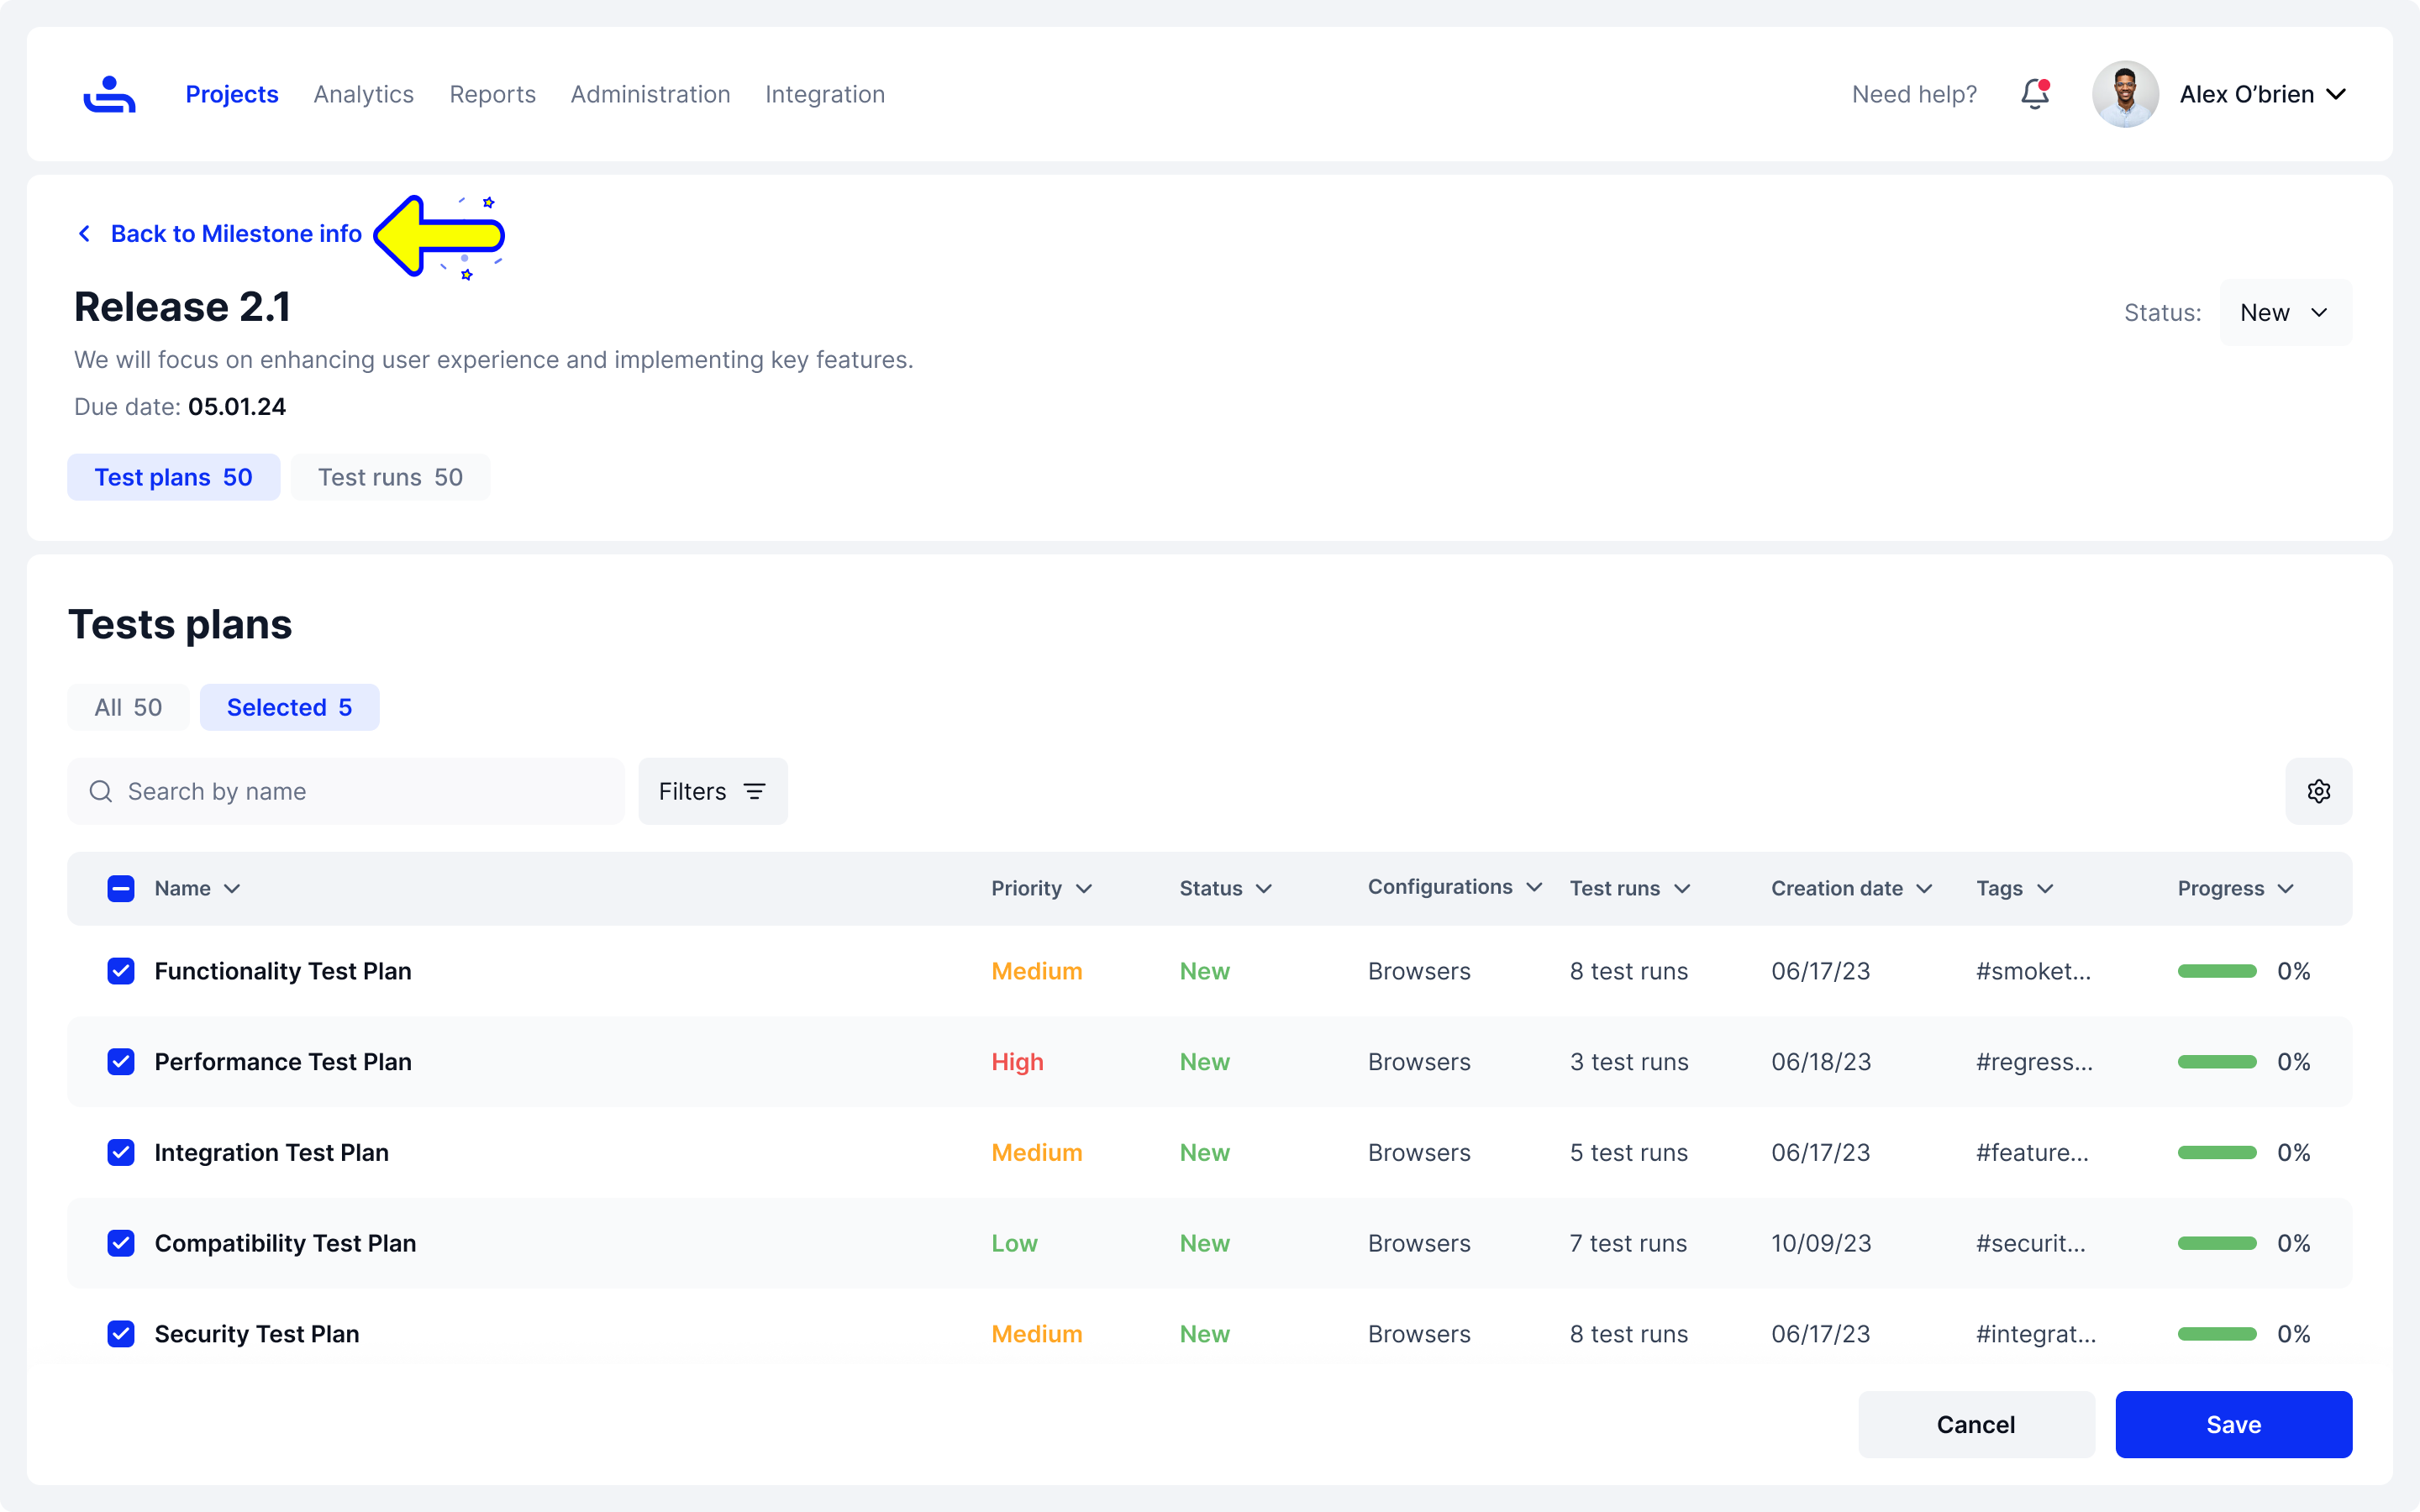 Projects Analytics Reports Administration Integration Need help? Alex O’brien
Back to Milestone info
Release 2.1
Status: New
We will focus on enhancing user experience and implementing key features.
Due date: 05.01.24
Test plans 50 Test runs 50
Tests plans
All 50 Selected 5
Search by name Filters
Name Priority Status Configurations Test runs Creation date Tags Progress
Functionality Test Plan Medium New Browsers 8 test runs 06/17/23 #smoket... 0%
Performance Test Plan High New Browsers 3 test runs 06/18/23 #regress... 0%
Integration Test Plan Medium New Browsers 5 test runs 06/17/23 #feature... 0%
Compatibility Test Plan Low New Browsers 7 test runs 10/09/23 #securit... 0%
Security Test Plan Medium New Browsers 8 test runs 06/17/23 #integrat... 0%
Cancel Save